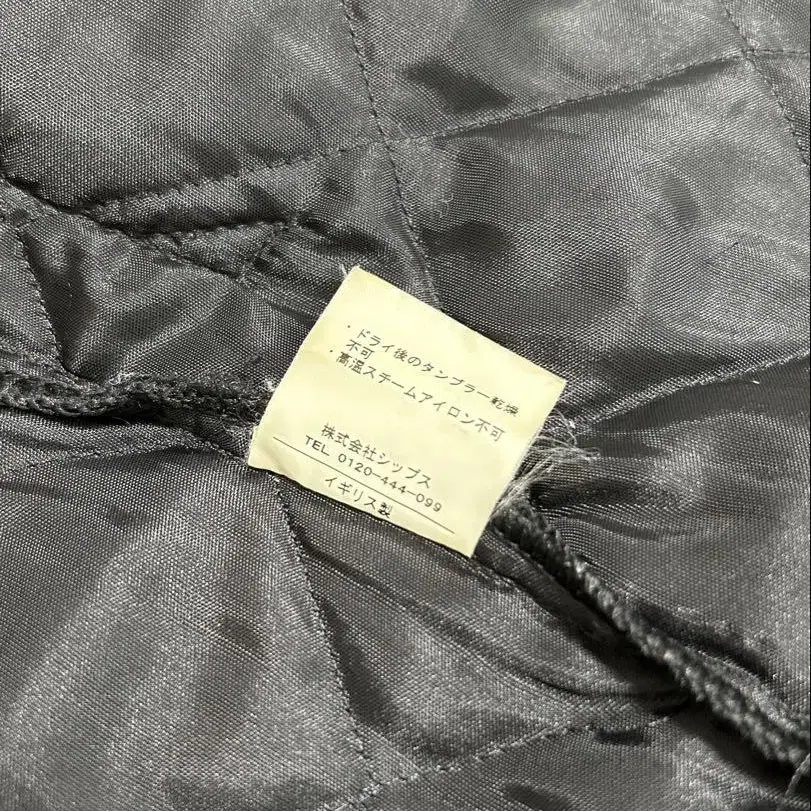 ・ドライ後のタンブラー乾燥
不可
・高温スチームアイロン不可
株式会社シップス
TEL 0120-444-099
イギリス製